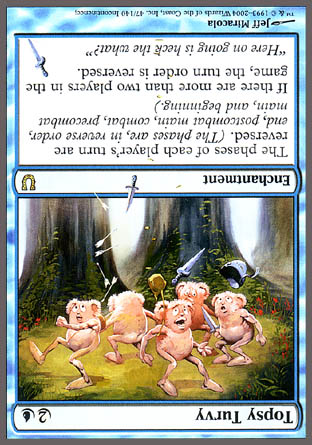 Topsy Turvy
2
Enchantment
The phases of each player's turn are
reversed. (The phases are, in reverse order,
end, postcombat main, combat, precombat
main, and beginning.)
If there are more than two players in the
game, the turn order is reversed.
"Here on going is heck the what?"
Jeff Miracola
™ & © 1993–2004 Wizards of the Coast, Inc. 47/140